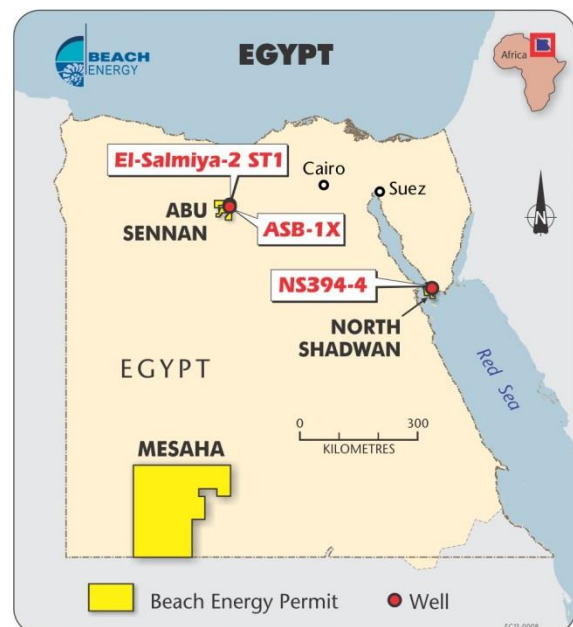 BEACH
ENERGY
EGYPT
Africa
El-Salmiya-2 ST1
Cairo
Suez
ABU
SENNAN
ASB-1X
N
NS394-4
NORTH
SHADWAN
EGYPT
Red Sea
0 300
KILOMETRES
MESAHA
Beach Energy Permit
Well